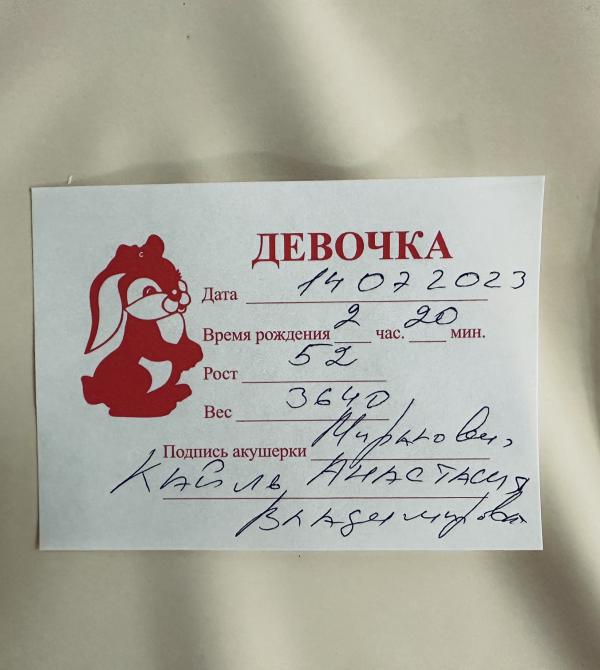 ДЕВОЧКА
Дата 14 07 2023
Время рождения 2 час. 20 мин.
Рост 52
Вес 3640
Подпись акушерки
Кайль Анастасия
Владимировна